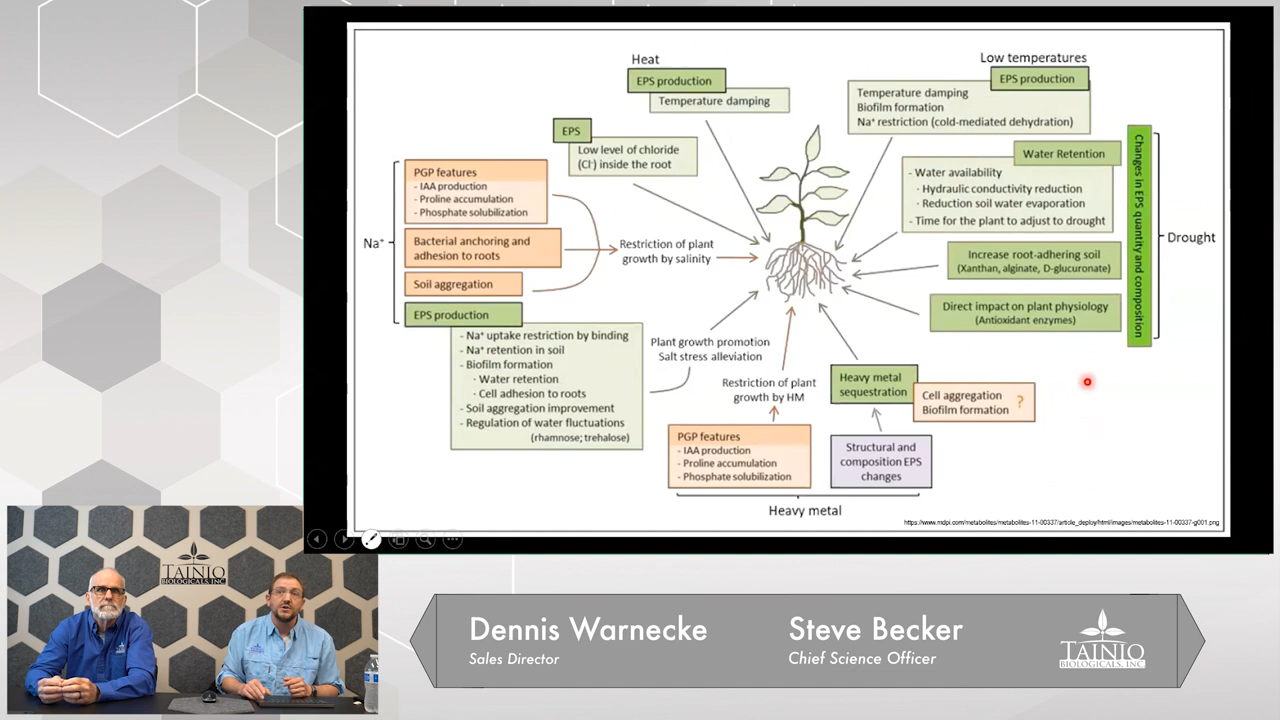 Heat
EPS production
Temperature damping
Low temperatures
EPS production
Temperature damping
Biofilm formation
Na⁺ restriction (cold-mediated dehydration)
EPS
Low level of chloride
(Cl⁻) inside the root
Water Retention
- Water availability
· Hydraulic conductivity reduction
· Reduction soil water evaporation
- Time for the plant to adjust to drought
Increase root-adhering soil
(Xanthan, alginate, D-glucuronate)
Direct impact on plant physiology
(Antioxidant enzymes)
Changes in EPS quantity and composition
Drought
Na⁺
PGP features
- IAA production
- Proline accumulation
- Phosphate solubilization
Bacterial anchoring and
adhesion to roots
Soil aggregation
Restriction of plant
growth by salinity
EPS production
- Na⁺ uptake restriction by binding
- Na⁺ retention in soil
- Biofilm formation
· Water retention
· Cell adhesion to roots
- Soil aggregation improvement
- Regulation of water fluctuations
(rhamnose; trehalose)
Plant growth promotion
Salt stress alleviation
Restriction of plant
growth by HM
PGP features
- IAA production
- Proline accumulation
- Phosphate solubilization
Heavy metal
sequestration
Cell aggregation
Biofilm formation
?
Structural and
composition EPS
changes
Heavy metal
https://www.mdpi.com/metabolites/metabolites-11-00337/article_deploy/html/images/metabolites-11-00337-g001.png
TAINIO
BIOLOGICALS, INC
Dennis Warnecke
Sales Director
Steve Becker
Chief Science Officer
TAINIO
BIOLOGICALS, INC